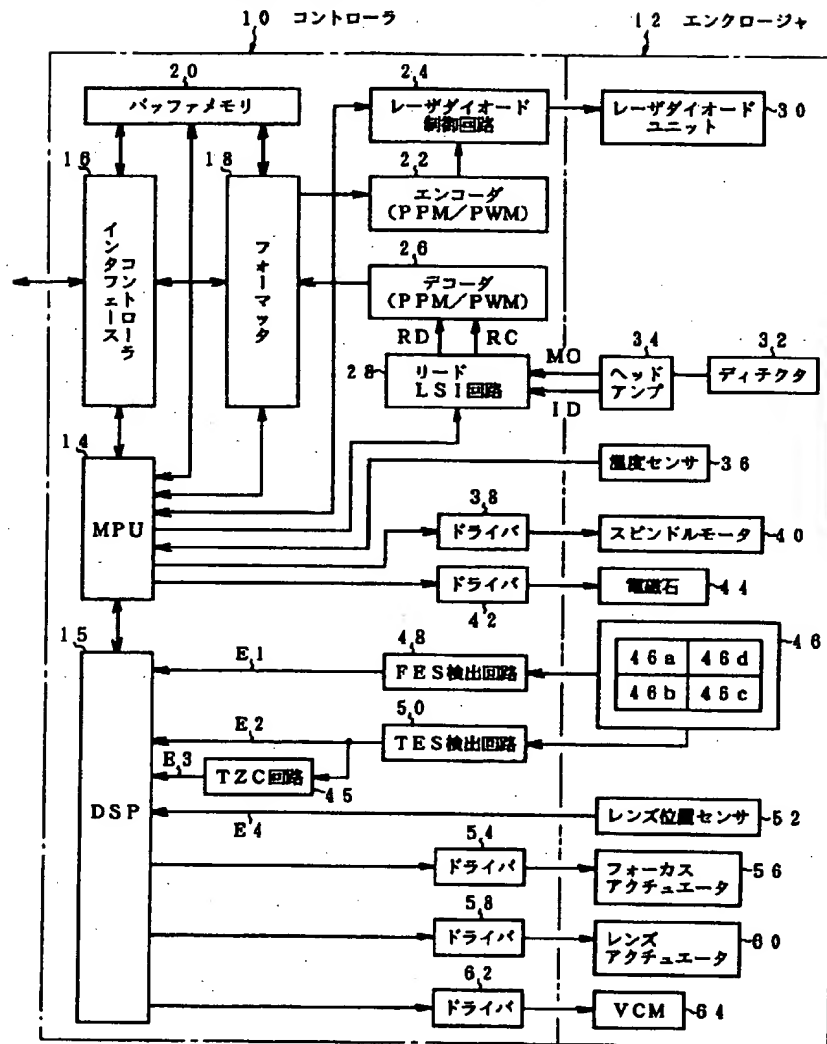 10 コントローラ
12 エンクロージャ
20
バッファメモリ
24
レーザダイオード
制御回路
レーザダイオード
ユニット
30
16
18
22
エンコーダ
(PPM/PWM)
インタフェース
コントローラ
フォーマッタ
26
デコーダ
(PPM/PWM)
RD
RC
28
リード
LSI回路
MO
ID
34
ヘッド
アンプ
32
ディテクタ
14
MPU
温度センサ
36
38
ドライバ
スピンドルモータ
40
ドライバ
42
電磁石
44
15
DSP
E1
48
FES検出回路
46
46a
46d
46b
46c
E2
50
TES検出回路
E3
TZC回路
45
E4
レンズ位置センサ
52
54
ドライバ
フォーカス
アクチュエータ
56
58
ドライバ
レンズ
アクチュエータ
60
62
ドライバ
VCM
64